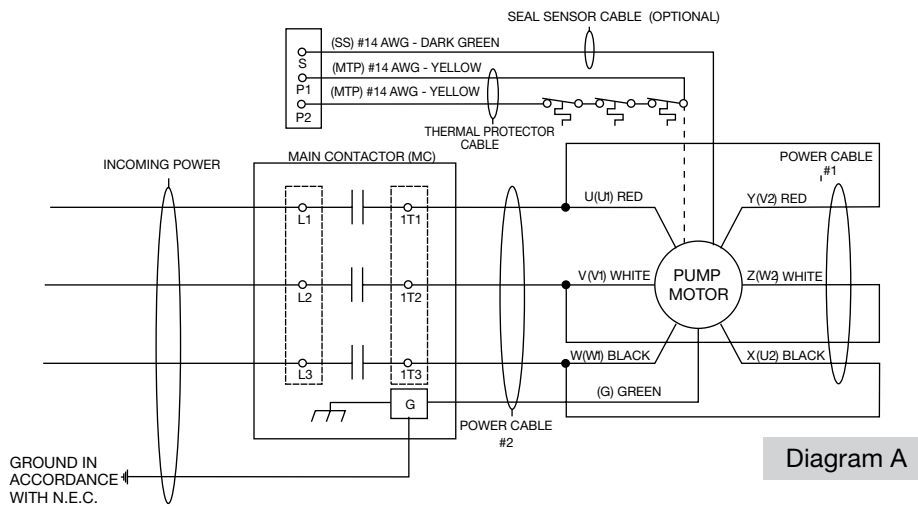 SEAL SENSOR CABLE (OPTIONAL)
(SS) #14 AWG - DARK GREEN
S
(MTP) #14 AWG - YELLOW
P1
(MTP) #14 AWG - YELLOW
P2
THERMAL PROTECTOR
CABLE
INCOMING POWER
MAIN CONTACTOR (MC)
POWER CABLE
#1
L1
1T1
U(U1) RED
Y(V2) RED
L2
1T2
V(V1) WHITE
PUMP
MOTOR
Z(W2) WHITE
L3
1T3
W(W1) BLACK
X(U2) BLACK
G
(G) GREEN
POWER CABLE
#2
GROUND IN
ACCORDANCE
WITH N.E.C.
Diagram A